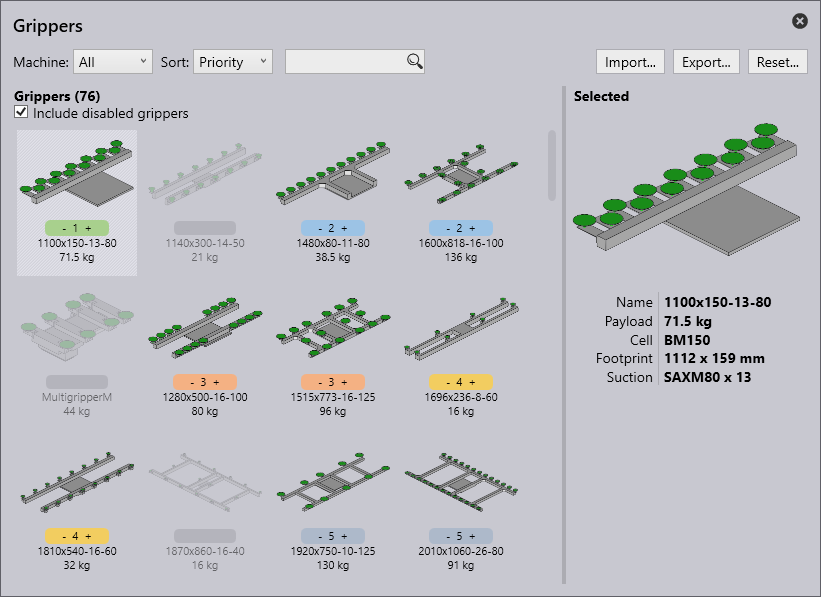 Grippers
Machine: All Sort: Priority Import... Export... Reset...
Grippers (76)
Include disabled grippers
- 1 +
1100x150-13-80
71.5 kg
1140x300-14-50
21 kg
- 2 +
1480x80-11-80
38.5 kg
- 2 +
1600x818-16-100
136 kg
MultigripperM
44 kg
- 3 +
1280x500-16-100
80 kg
- 3 +
1515x773-16-125
96 kg
- 4 +
1696x236-8-60
16 kg
- 4 +
1810x540-16-60
32 kg
1870x860-16-40
16 kg
- 5 +
1920x750-10-125
130 kg
- 5 +
2010x1060-26-80
91 kg
Selected
Name 1100x150-13-80
Payload 71.5 kg
Cell BM150
Footprint 1112 x 159 mm
Suction SAXM80 x 13